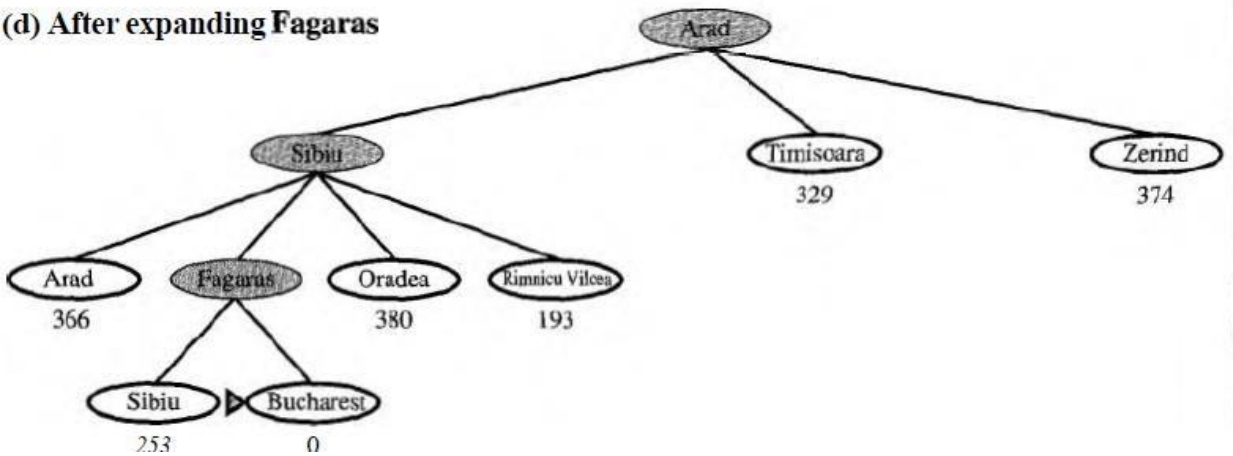 (d) After expanding Fagaras
Arad
Sibiu
Timisoara
Zerind
329
374
Arad
Fagaras
Oradea
Rimnicu Vilcea
366
380
193
Sibiu
Bucharest
253
0